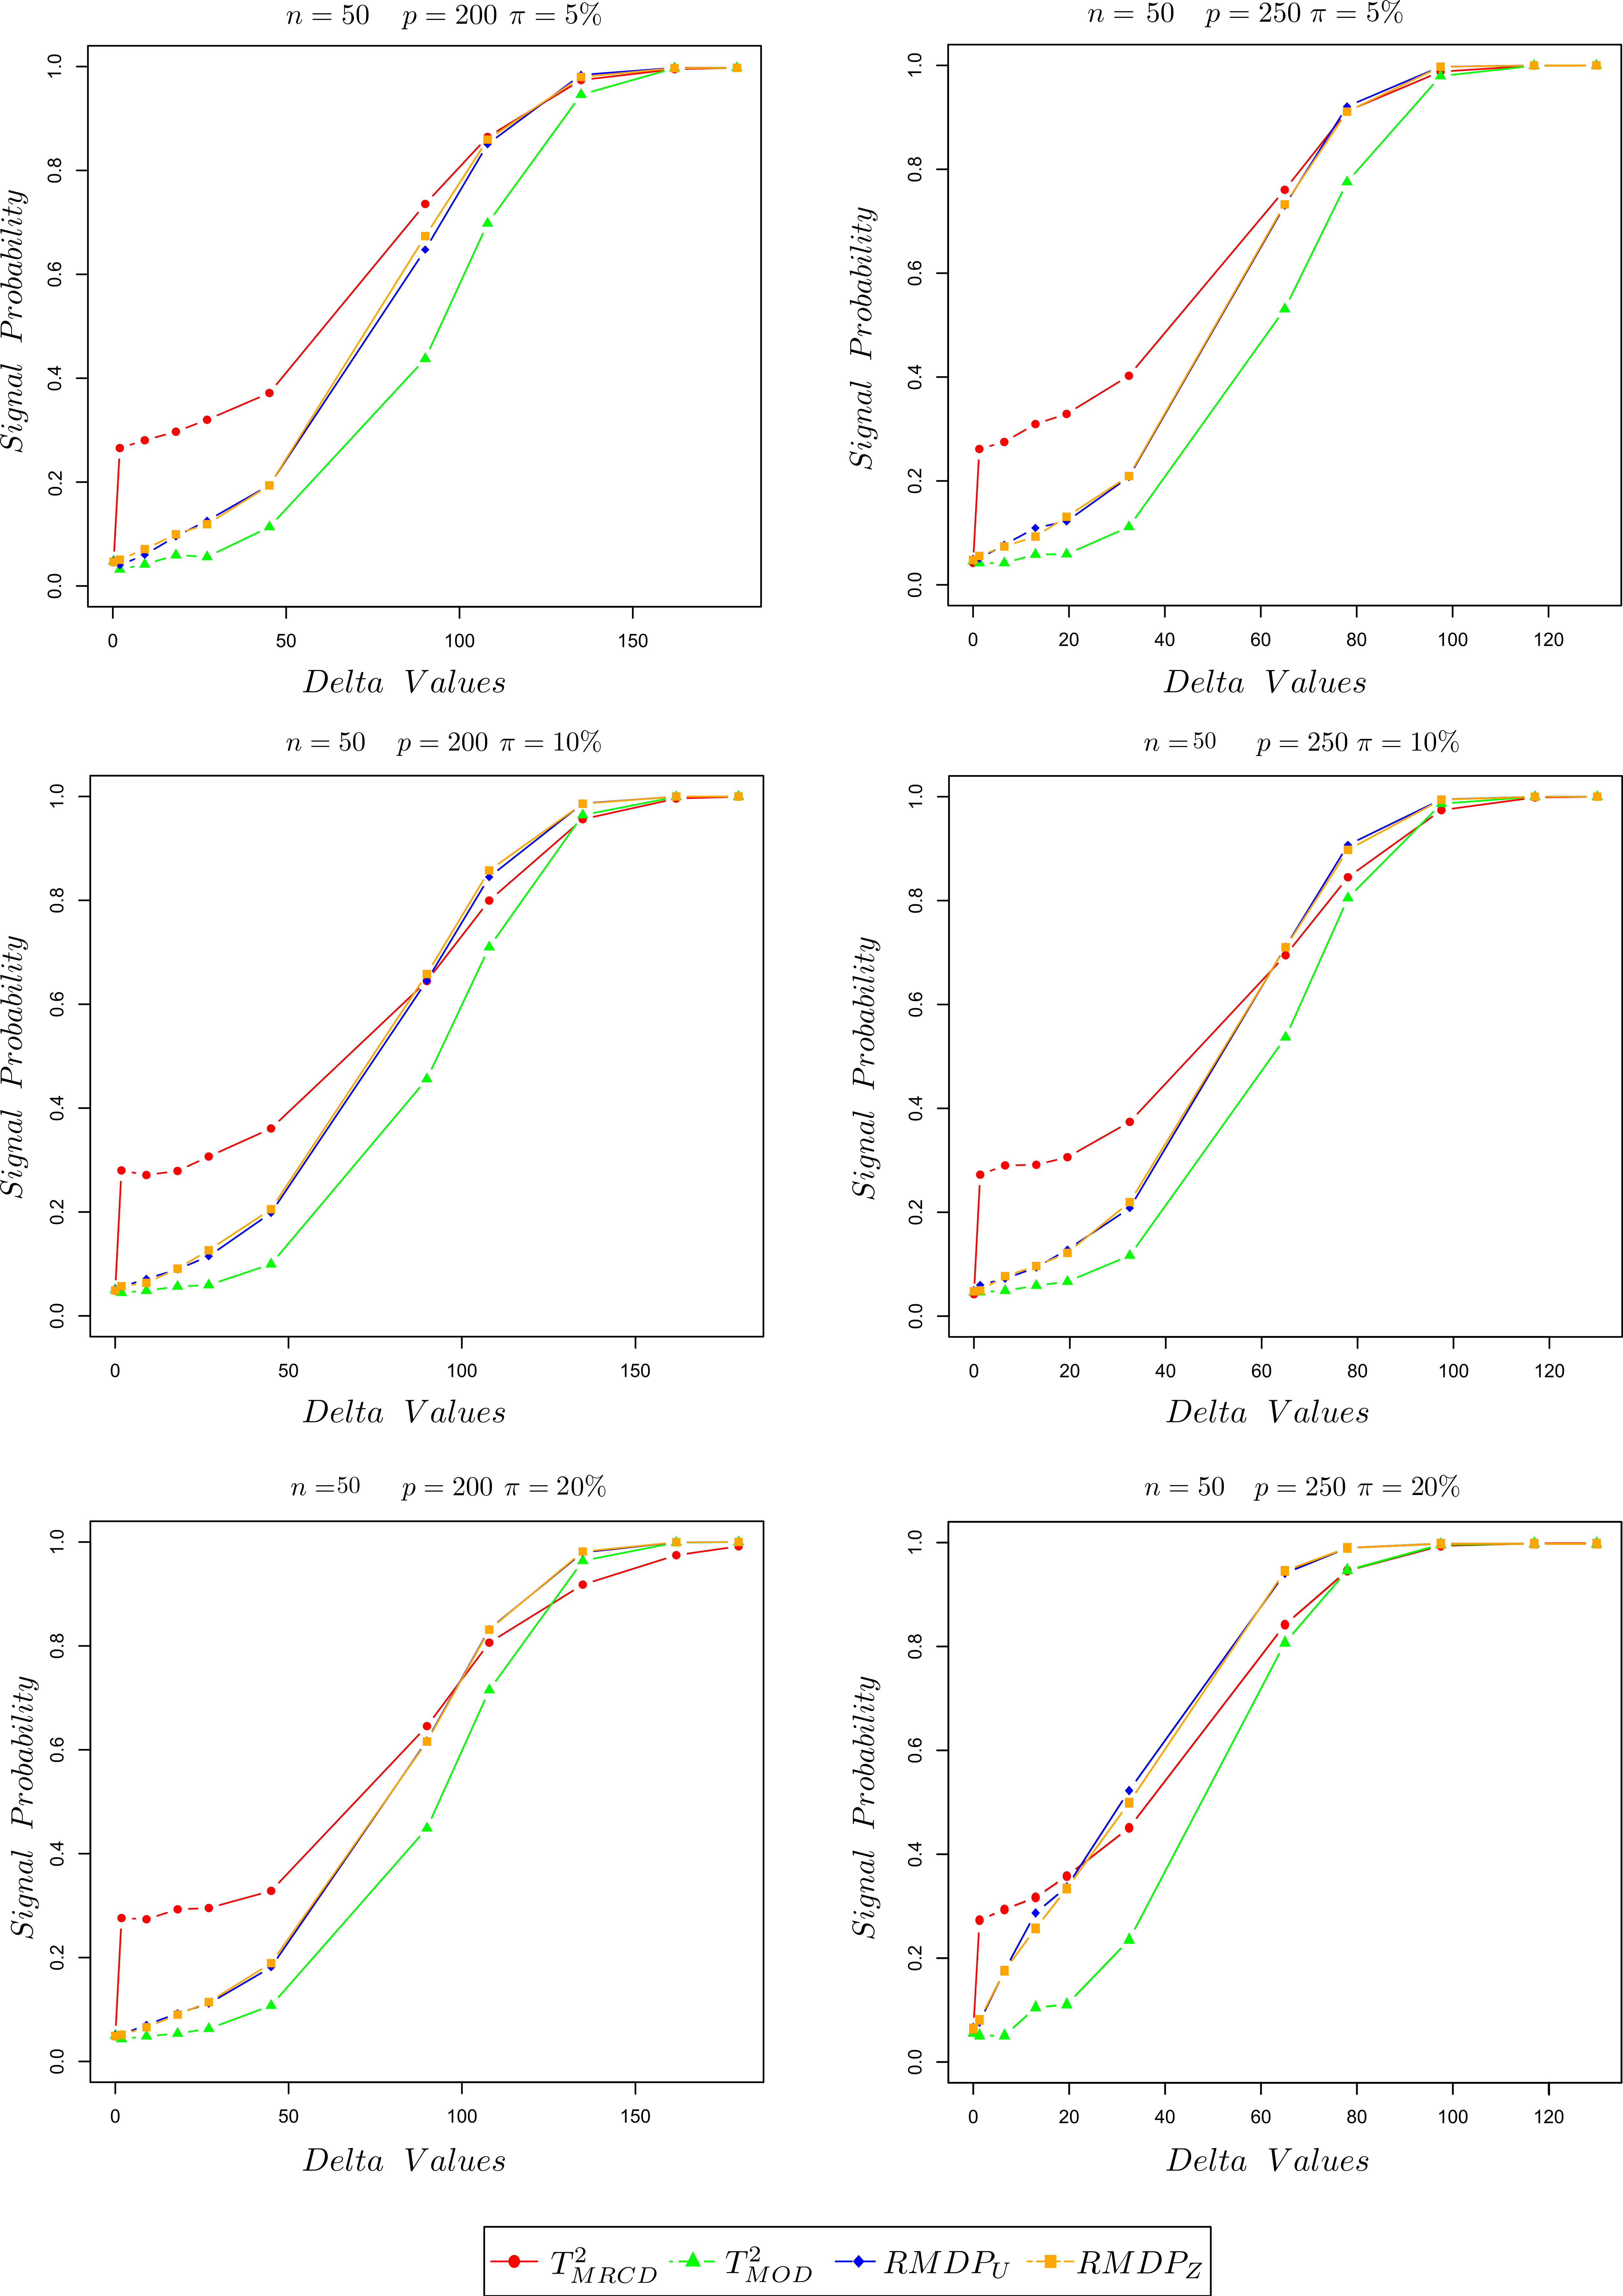 n = 50 p = 200 π = 5%
Signal Probability
1.0
0.8
0.6
0.4
0.2
0.0
0 50 100 150
Delta Values
n = 50 p = 250 π = 5%
Signal Probability
1.0
0.8
0.6
0.4
0.2
0.0
0 20 40 60 80 100 120
Delta Values
n = 50 p = 200 π = 10%
Signal Probability
1.0
0.8
0.6
0.4
0.2
0.0
0 50 100 150
Delta Values
n = 50 p = 250 π = 10%
Signal Probability
1.0
0.8
0.6
0.4
0.2
0.0
0 20 40 60 80 100 120
Delta Values
n = 50 p = 200 π = 20%
Signal Probability
1.0
0.8
0.6
0.4
0.2
0.0
0 50 100 150
Delta Values
n = 50 p = 250 π = 20%
Signal Probability
1.0
0.8
0.6
0.4
0.2
0.0
0 20 40 60 80 100 120
Delta Values
T²MRCD T²MOD RMDPU RMDPZ